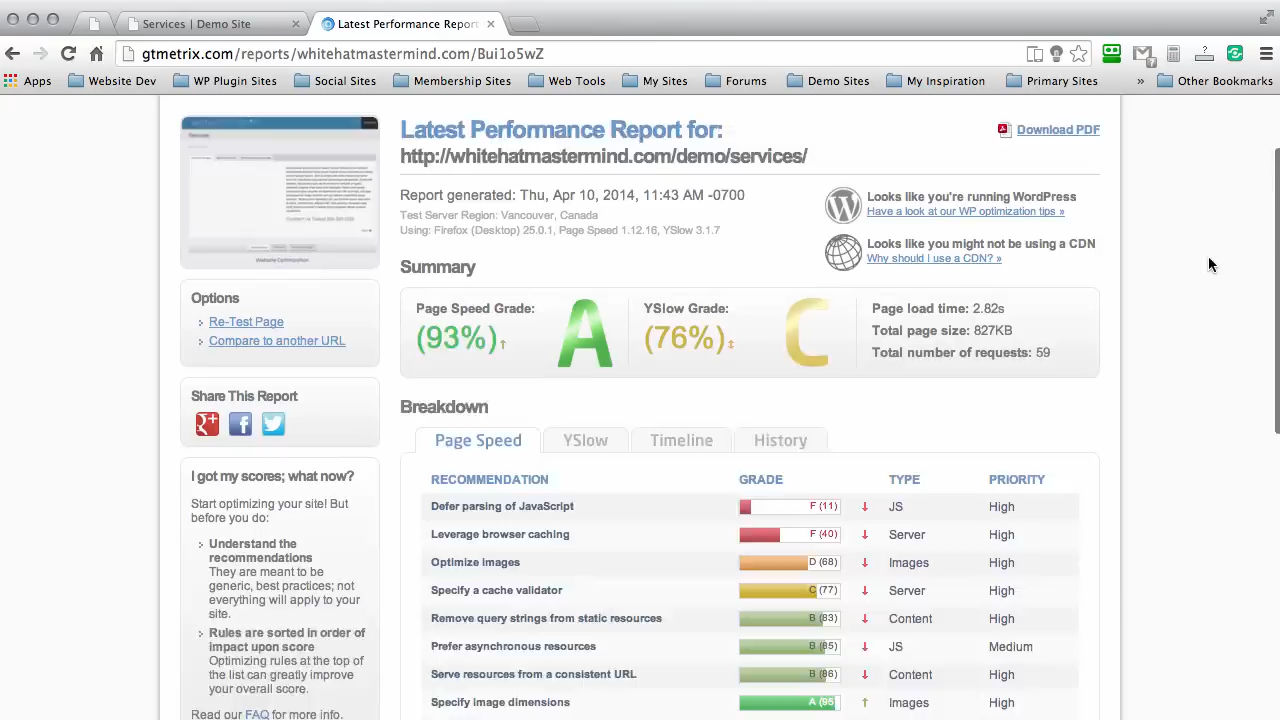 Services | Demo Site
Latest Performance Report
gtmetrix.com/reports/whitehatmastermind.com/Bui1o5wZ
Apps
Website Dev
WP Plugin Sites
Social Sites
Membership Sites
Web Tools
My Sites
Forums
Demo Sites
My Inspiration
Primary Sites
»
Other Bookmarks
Latest Performance Report for:
http://whitehatmastermind.com/demo/services/
Download PDF
Report generated: Thu, Apr 10, 2014, 11:43 AM -0700
Test Server Region: Vancouver, Canada
Using: Firefox (Desktop) 25.0.1, Page Speed 1.12.16, YSlow 3.1.7
Looks like you're running WordPress
Have a look at our WP optimization tips »
Looks like you might not be using a CDN
Why should I use a CDN? »
Options
Re-Test Page
Compare to another URL
Share This Report
I got my scores; what now?
Start optimizing your site! But
before you do:
Understand the
recommendations
They are meant to be
generic, best practices; not
everything will apply to your
site.
Rules are sorted in order of
impact upon score
Optimizing rules at the top of
the list can greatly improve
your overall score.
Read our FAQ for more info.
Summary
Page Speed Grade:
(93%)
A
YSlow Grade:
(76%)
C
Page load time: 2.82s
Total page size: 827KB
Total number of requests: 59
Breakdown
Page Speed
YSlow
Timeline
History
RECOMMENDATION GRADE TYPE PRIORITY
Defer parsing of JavaScript F (11) JS High
Leverage browser caching F (40) Server High
Optimize images D (68) Images High
Specify a cache validator C (77) Server High
Remove query strings from static resources B (83) Content High
Prefer asynchronous resources B (85) JS Medium
Serve resources from a consistent URL B (86) Content High
Specify image dimensions A (95 Images High